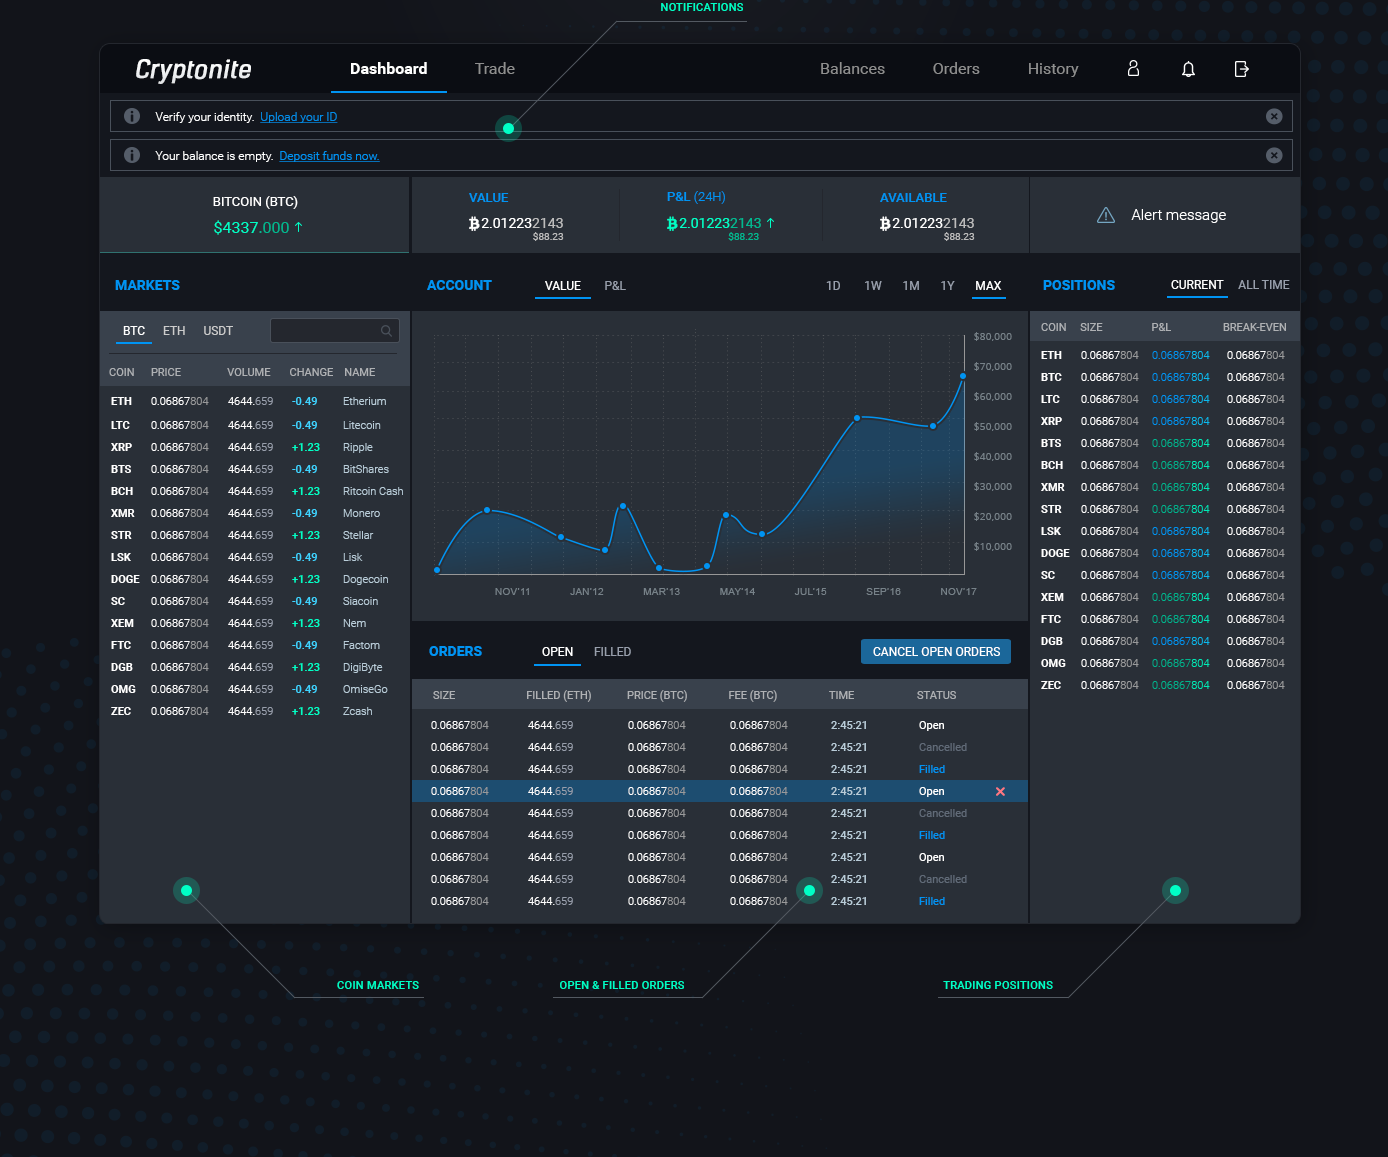 NOTIFICATIONS
Cryptonite Dashboard Trade Balances Orders History
Verify your identity. Upload your ID
Your balance is empty. Deposit funds now.
BITCOIN (BTC)
$4337.000 ↑
VALUE
₿2.012232143
$88.23
P&L (24H)
₿2.012232143 ↑
$88.23
AVAILABLE
₿2.012232143
$88.23
Alert message
MARKETS
BTC ETH USDT
COIN PRICE VOLUME CHANGE NAME
ETH 0.06867804 4644.659 -0.49 Etherium
LTC 0.06867804 4644.659 -0.49 Litecoin
XRP 0.06867804 4644.659 +1.23 Ripple
BTS 0.06867804 4644.659 -0.49 BitShares
BCH 0.06867804 4644.659 +1.23 Ritcoin Cash
XMR 0.06867804 4644.659 -0.49 Monero
STR 0.06867804 4644.659 +1.23 Stellar
LSK 0.06867804 4644.659 -0.49 Lisk
DOGE 0.06867804 4644.659 +1.23 Dogecoin
SC 0.06867804 4644.659 -0.49 Siacoin
XEM 0.06867804 4644.659 +1.23 Nem
FTC 0.06867804 4644.659 -0.49 Factom
DGB 0.06867804 4644.659 +1.23 DigiByte
OMG 0.06867804 4644.659 -0.49 OmiseGo
ZEC 0.06867804 4644.659 +1.23 Zcash
ACCOUNT VALUE P&L 1D 1W 1M 1Y MAX
$80,000
$70,000
$60,000
$50,000
$40,000
$30,000
$20,000
$10,000
NOV'11 JAN'12 MAR'13 MAY'14 JUL'15 SEP'16 NOV'17
ORDERS OPEN FILLED CANCEL OPEN ORDERS
SIZE FILLED (ETH) PRICE (BTC) FEE (BTC) TIME STATUS
0.06867804 4644.659 0.06867804 0.06867804 2:45:21 Open
0.06867804 4644.659 0.06867804 0.06867804 2:45:21 Cancelled
0.06867804 4644.659 0.06867804 0.06867804 2:45:21 Filled
0.06867804 4644.659 0.06867804 0.06867804 2:45:21 Open
0.06867804 4644.659 0.06867804 0.06867804 2:45:21 Cancelled
0.06867804 4644.659 0.06867804 0.06867804 2:45:21 Filled
0.06867804 4644.659 0.06867804 0.06867804 2:45:21 Open
0.06867804 4644.659 0.06867804 0.06867804 2:45:21 Cancelled
0.06867804 4644.659 0.06867804 0.06867804 2:45:21 Filled
POSITIONS CURRENT ALL TIME
COIN SIZE P&L BREAK-EVEN
ETH 0.06867804 0.06867804 0.06867804
BTC 0.06867804 0.06867804 0.06867804
LTC 0.06867804 0.06867804 0.06867804
XRP 0.06867804 0.06867804 0.06867804
BTS 0.06867804 0.06867804 0.06867804
BCH 0.06867804 0.06867804 0.06867804
XMR 0.06867804 0.06867804 0.06867804
STR 0.06867804 0.06867804 0.06867804
LSK 0.06867804 0.06867804 0.06867804
DOGE 0.06867804 0.06867804 0.06867804
SC 0.06867804 0.06867804 0.06867804
XEM 0.06867804 0.06867804 0.06867804
FTC 0.06867804 0.06867804 0.06867804
DGB 0.06867804 0.06867804 0.06867804
OMG 0.06867804 0.06867804 0.06867804
ZEC 0.06867804 0.06867804 0.06867804
COIN MARKETS
OPEN & FILLED ORDERS
TRADING POSITIONS